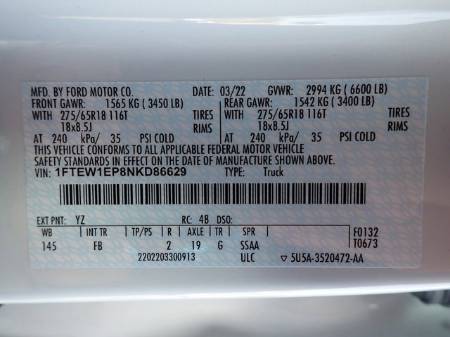 MFD. BY FORD MOTOR CO. DATE: 03/22 GVWR: 2994 KG (6600 LB)
FRONT GAWR: 1565 KG (3450 LB) REAR GAWR: 1542 KG (3400 LB)
WITH 275/65R18 116T TIRES WITH 275/65R18 116T TIRES
18x8.5J RIMS 18x8.5J RIMS
AT 240 kPa/ 35 PSI COLD AT 240 kPa/ 35 PSI COLD
THIS VEHICLE CONFORMS TO ALL APPLICABLE FEDERAL MOTOR VEHICLE
SAFETY STANDARDS IN EFFECT ON THE DATE OF MANUFACTURE SHOWN ABOVE.
VIN: 1FTEW1EP8NKD86629 TYPE: Truck
EXT PNT: YZ RC: 4B DSO:
WB INT TR TP/PS R AXLE TR SPR F0132
145 FB 2 19 G SSAA T0673
2202203300913 ULC 5U5A-3520472-AA